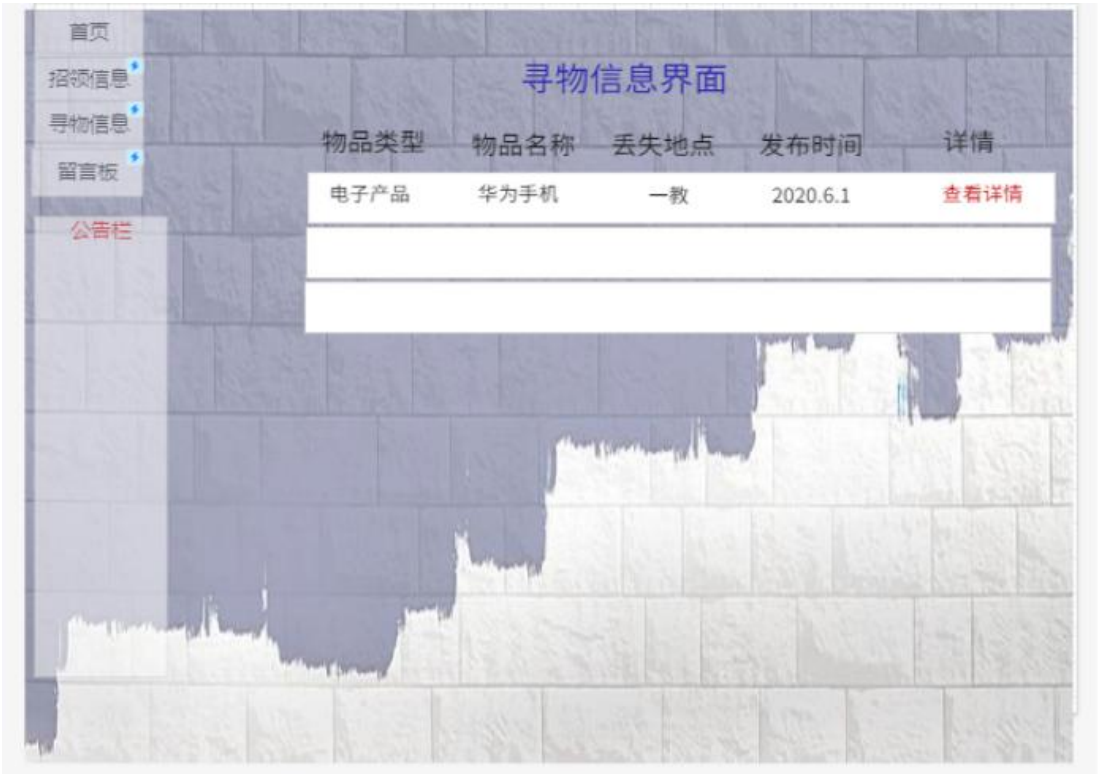 首页
招领信息
寻物信息
留言板
公告栏
寻物信息界面
物品类型 物品名称 丢失地点 发布时间 详情
电子产品 华为手机 一教 2020.6.1 查看详情